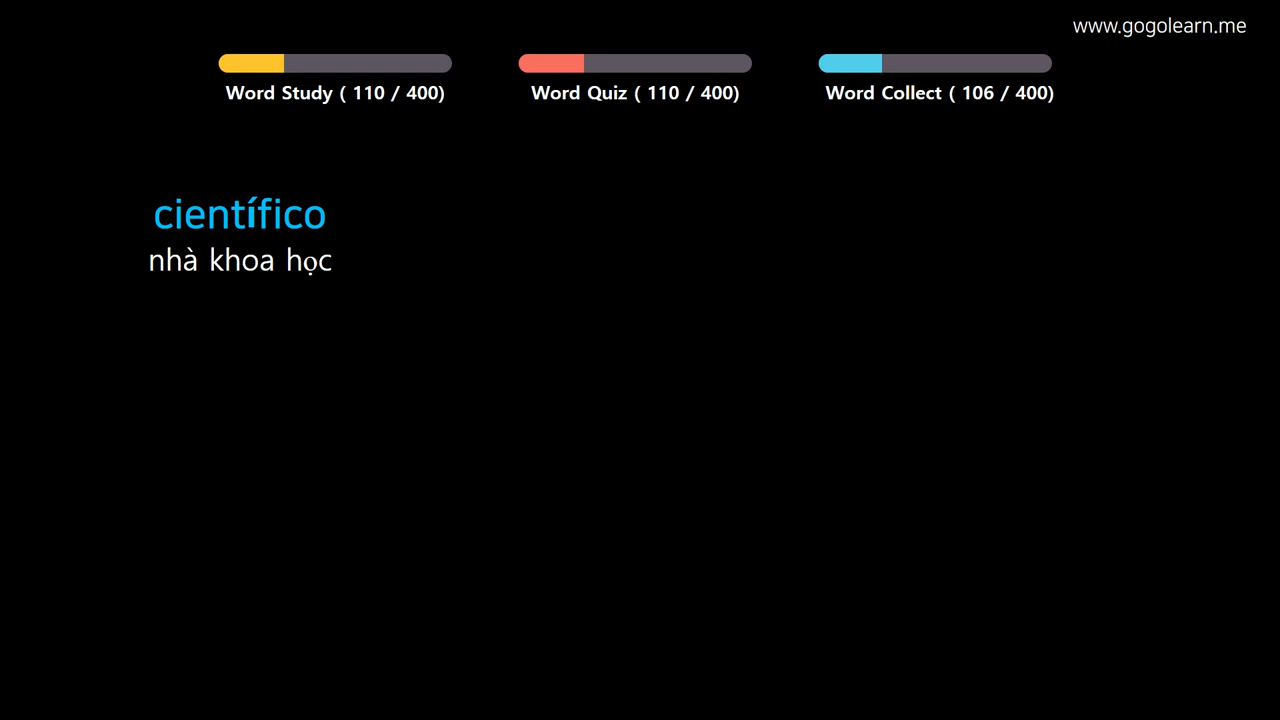 www.gogolearn.me
Word Study ( 110 / 400)
Word Quiz ( 110 / 400)
Word Collect ( 106 / 400)
científico
nhà khoa học